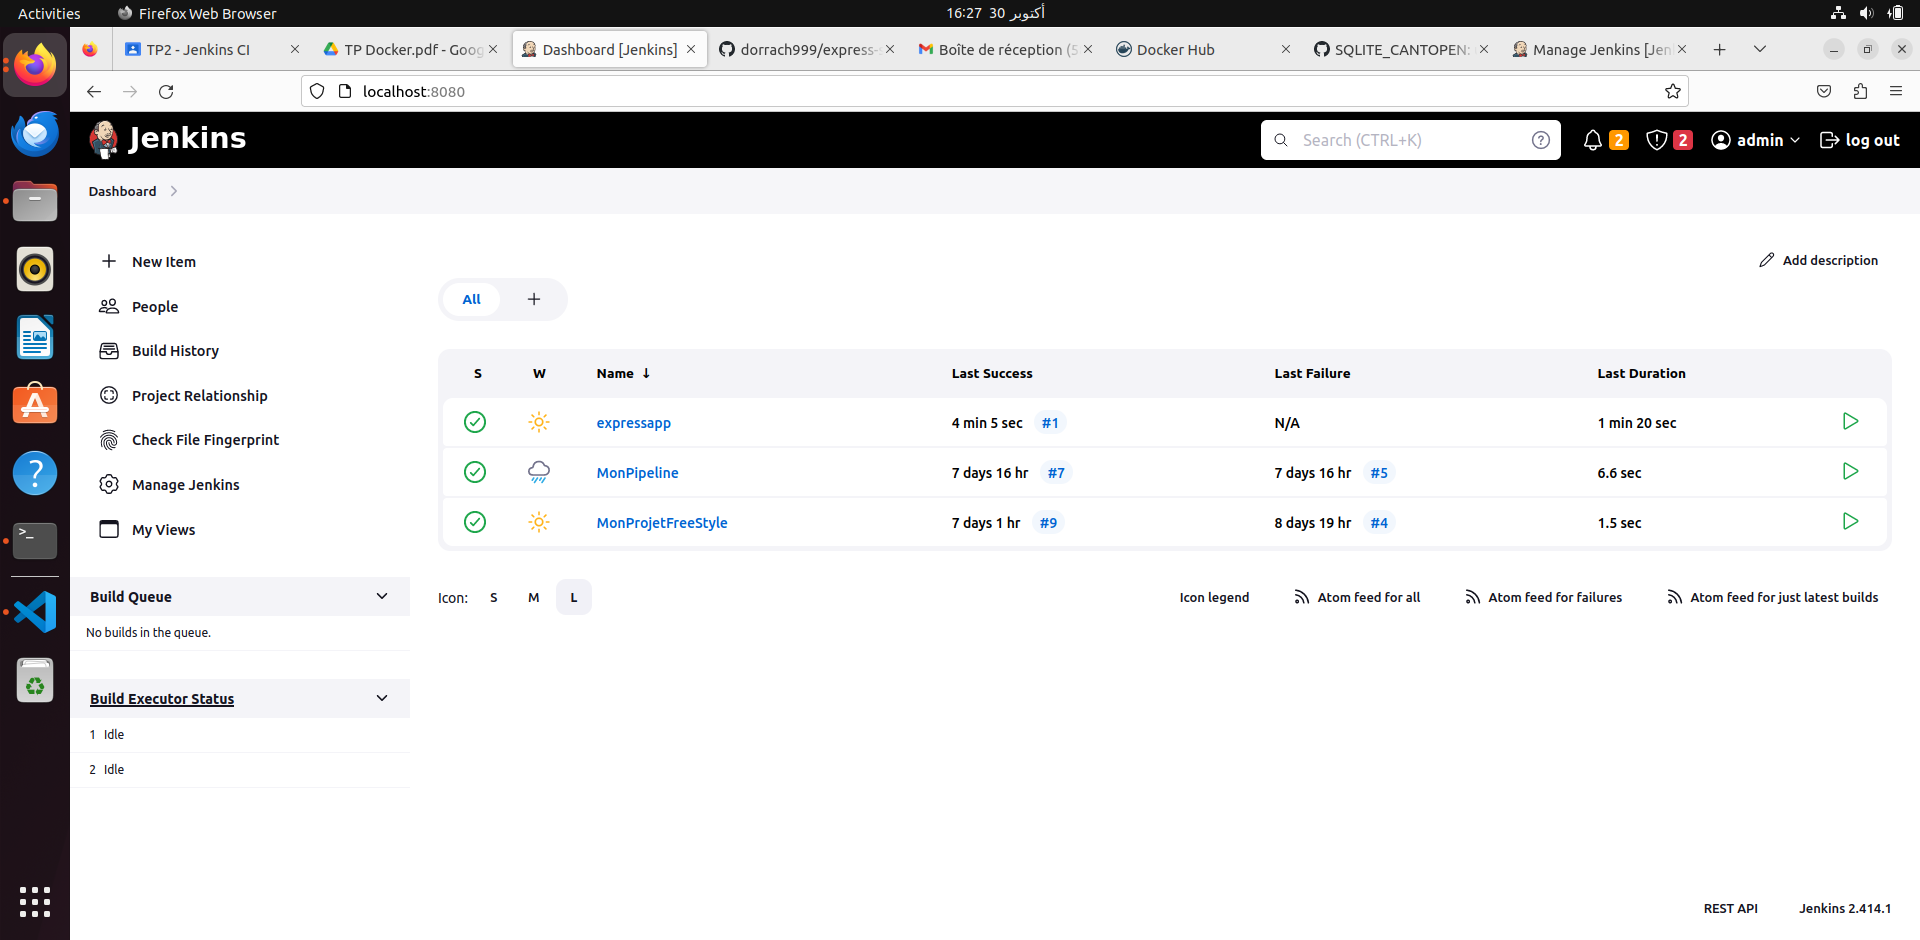 Activities
Firefox Web Browser
16:27 30 أكتوبر
TP2 - Jenkins CI
TP Docker.pdf - Goog
Dashboard [Jenkins]
dorrach999/express-
Boîte de réception (5
Docker Hub
SQLITE_CANTOPEN:
Manage Jenkins [Jen
localhost:8080
Jenkins
Search (CTRL+K)
2
2
admin
log out
Dashboard
New Item
People
Build History
Project Relationship
Check File Fingerprint
Manage Jenkins
My Views
Build Queue
No builds in the queue.
Build Executor Status
1 Idle
2 Idle
Add description
All +
S W Name ↓ Last Success Last Failure Last Duration
expressapp 4 min 5 sec #1 N/A 1 min 20 sec
MonPipeline 7 days 16 hr #7 7 days 16 hr #5 6.6 sec
MonProjetFreeStyle 7 days 1 hr #9 8 days 19 hr #4 1.5 sec
Icon: S M L
Icon legend
Atom feed for all
Atom feed for failures
Atom feed for just latest builds
REST API
Jenkins 2.414.1